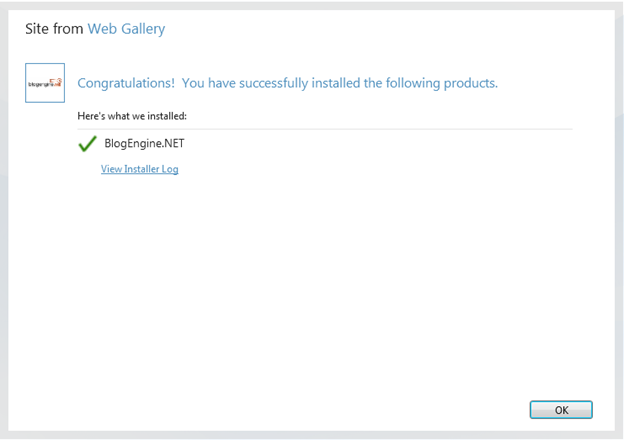 Site from Web Gallery
blogengine.net
Congratulations!  You have successfully installed the following products.
Here's what we installed:
BlogEngine.NET
View Installer Log
OK